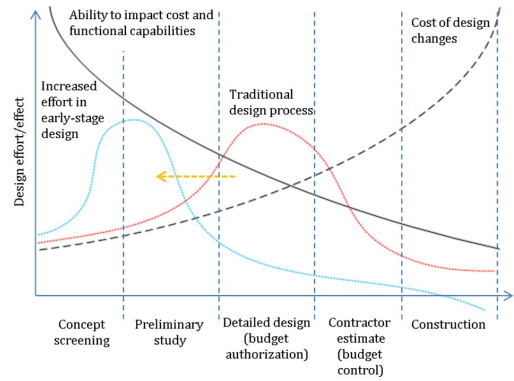 Ability to impact cost and
functional capabilities
Cost of design
changes
Increased
effort in
early-stage
design
Traditional
design process
Design effort/effect
Concept
screening
Preliminary
study
Detailed design
(budget
authorization)
Contractor
estimate
(budget
control)
Construction